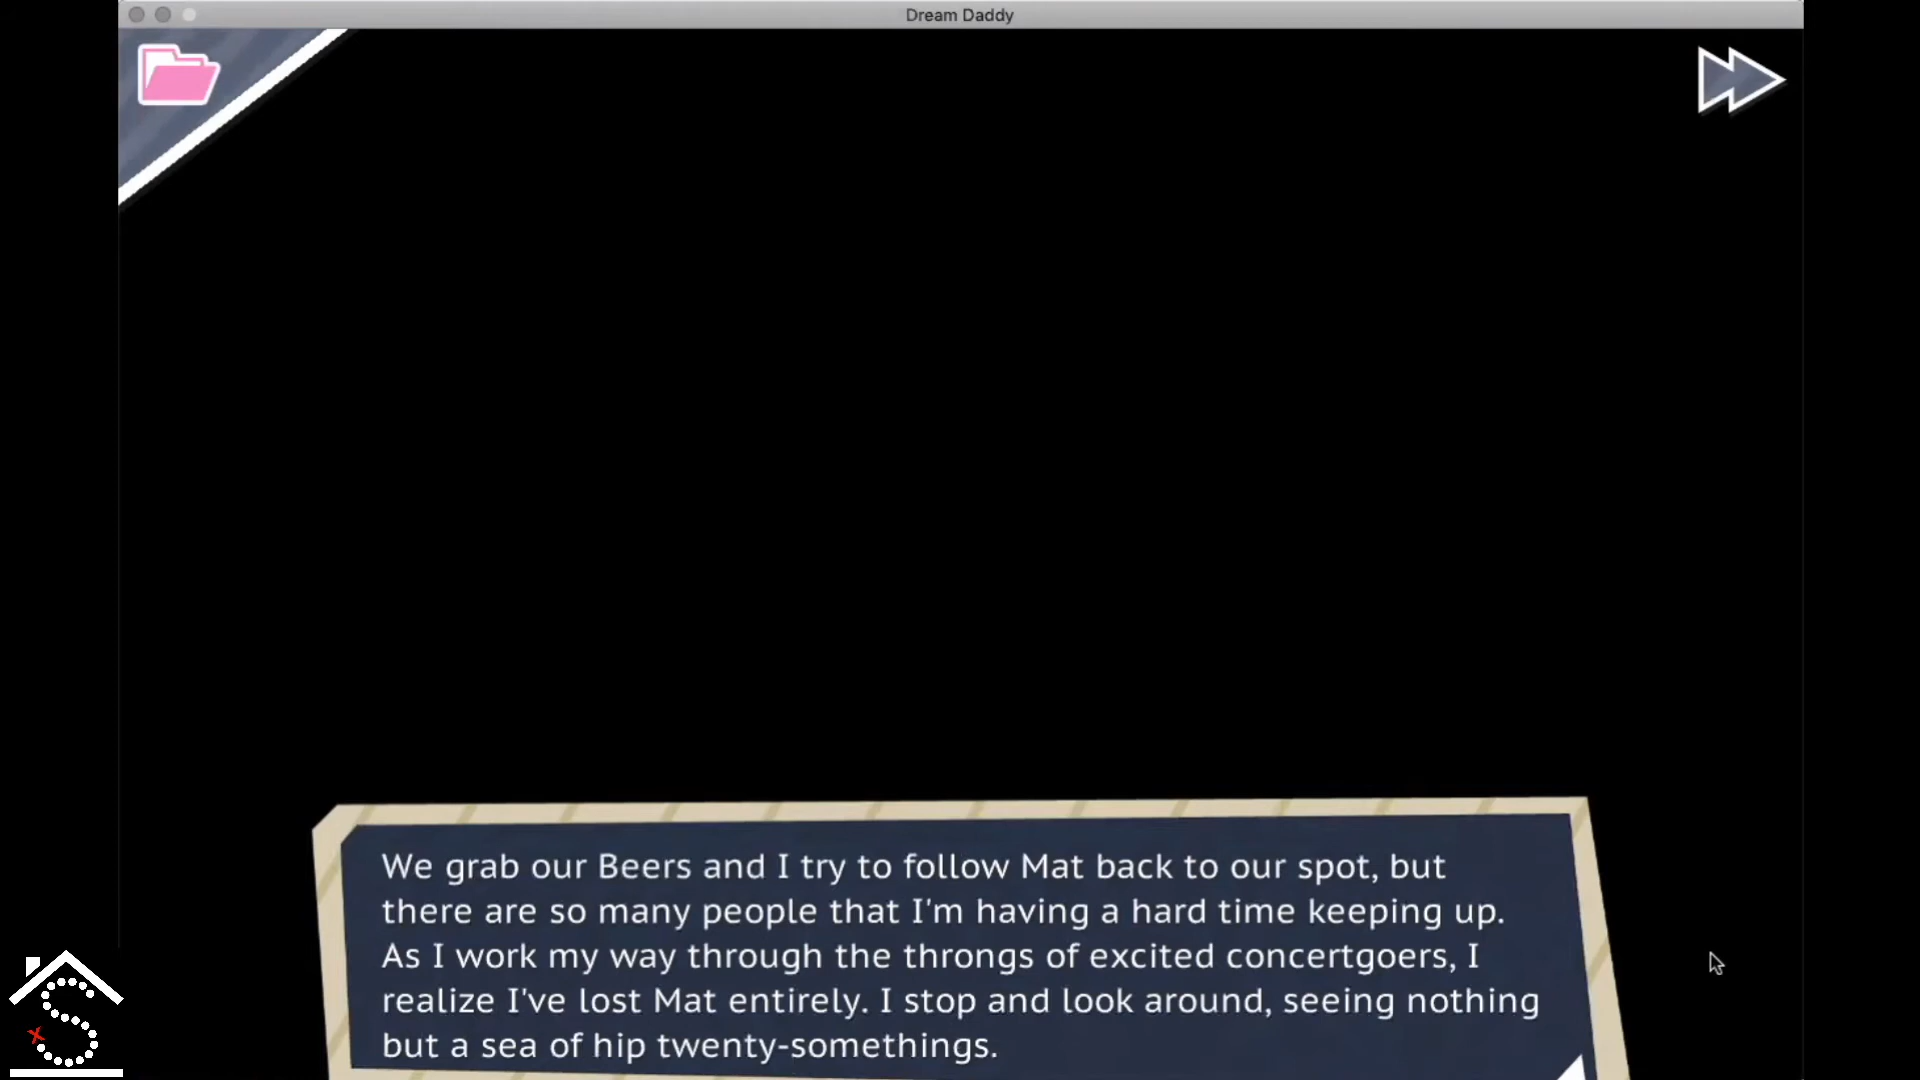 Dream Daddy
We grab our Beers and I try to follow Mat back to our spot, but
there are so many people that I'm having a hard time keeping up.
As I work my way through the throngs of excited concertgoers, I
realize I've lost Mat entirely. I stop and look around, seeing nothing
but a sea of hip twenty-somethings.
S
x